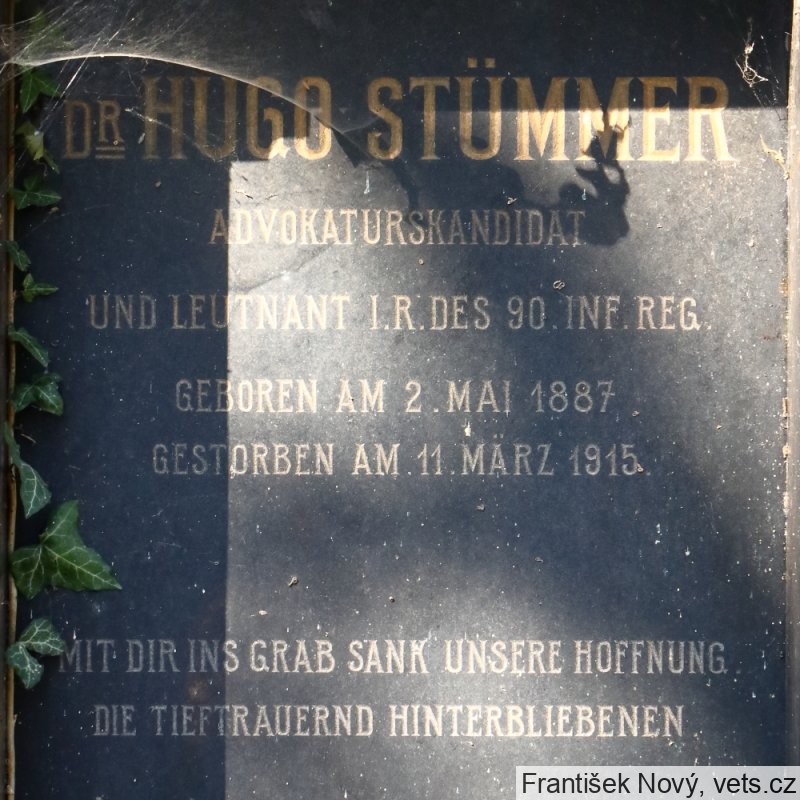 DR HUGO STÜMMER
ADVOKATURSKANDIDAT
UND LEUTNANT I.R. DES 90. INF. REG.
GEBOREN AM 2. MAI 1887
GESTORBEN AM 11. MÄRZ 1915.
MIT DIR INS GRAB SANK UNSERE HOFFNUNG.
DIE TIEFTRAUERND HINTERBLIEBENEN.
František Nový, vets.cz